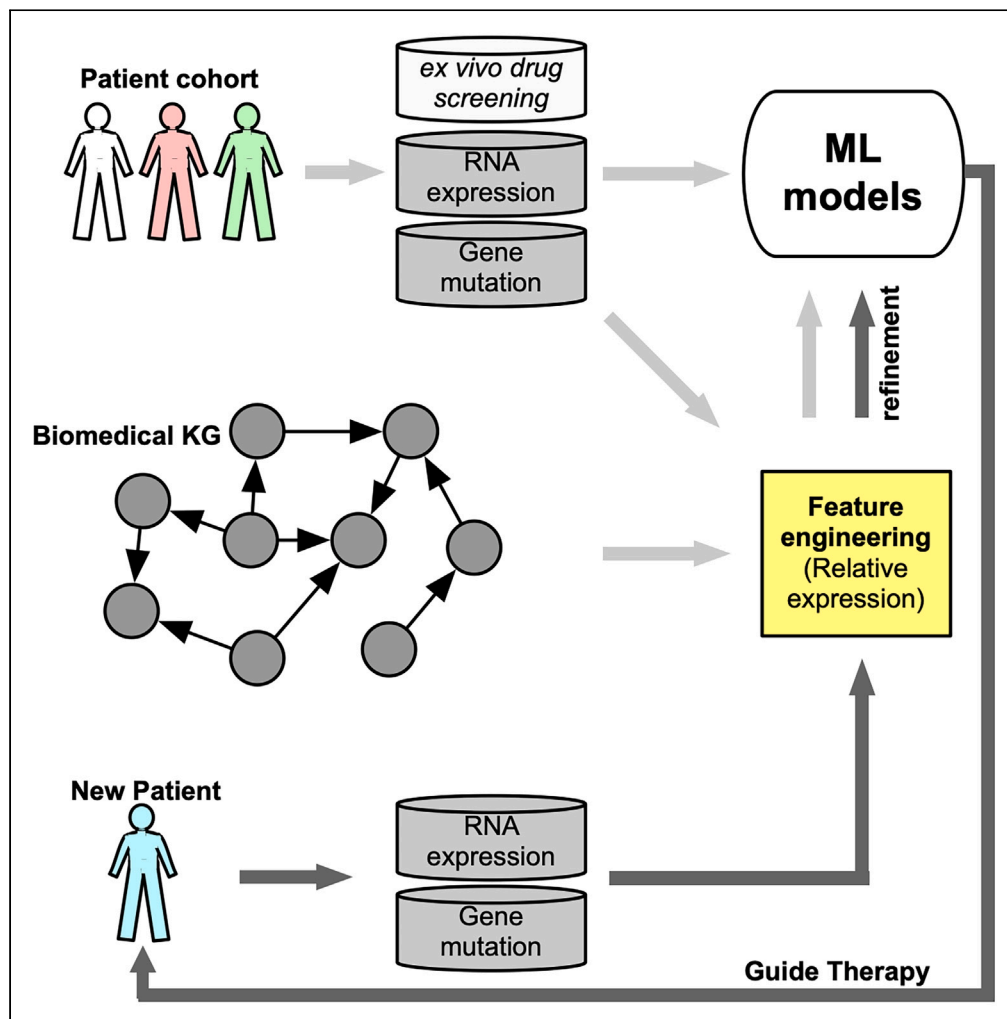 Patient cohort
ex vivo drug
screening
RNA
expression
Gene
mutation
ML
models
refinement
Biomedical KG
Feature
engineering
(Relative
expression)
New Patient
RNA
expression
Gene
mutation
Guide Therapy